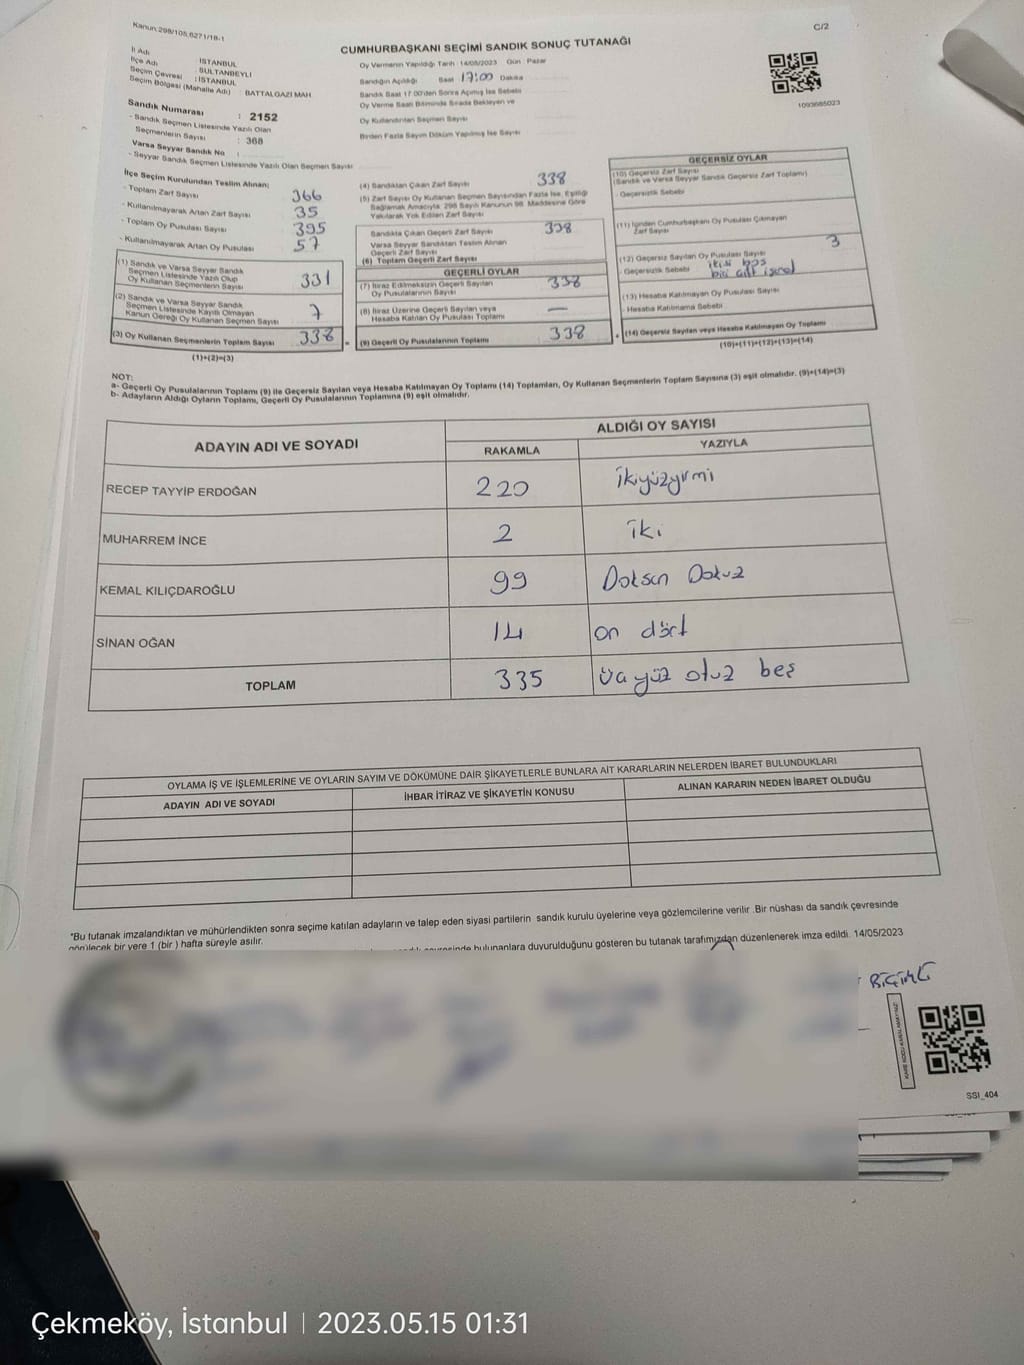 Kanun:298/105,6271/18-1
C/2
CUMHURBAŞKANI SEÇİMİ SANDIK SONUÇ TUTANAĞI
İl Adı : İSTANBUL
İlçe Adı : SULTANBEYLİ
Seçim Çevresi : İSTANBUL
Seçim Bölgesi (Mahalle Adı) : BATTALGAZİ MAH.
Sandık Numarası : 2152
- Sandık Seçmen Listesinde Yazılı Olan
Seçmenlerin Sayısı : 368
Varsa Seyyar Sandık No :
- Seyyar Sandık Seçmen Listesinde Yazılı Olan Seçmen Sayısı
Oy Vermenin Yapıldığı Tarih :14/05/2023 Gün Pazar
Sandığın Açıldığı Saat 17:00 Dakika
Sandık Saat 17.00'den Sonra Açılmış İse Sebebi
Oy Verme Saati Bitiminde Sırada Bekleyen ve
Oy Kullandırılan Seçmen Sayısı
Birden Fazla Sayım Döküm Yapılmış İse Sayısı
1093685023
İlçe Seçim Kurulundan Teslim Alınan;
- Toplam Zarf Sayısı 366
- Kullanılmayarak Artan Zarf Sayısı 35
- Toplam Oy Pusulası Sayısı 395
- Kullanılmayarak Artan Oy Pusulası 57
(1) Sandık ve Varsa Seyyar Sandık
Seçmen Listesinde Yazılı Olup
Oy Kullanan Seçmenlerin Sayısı 331
(2) Sandık ve Varsa Seyyar Sandık
Seçmen Listesinde Kayıtlı Olmayan
Kanun Gereği Oy Kullanan Seçmen Sayısı 7
(3) Oy Kullanan Seçmenlerin Toplam Sayısı 338
(1)+(2)=(3)
(4) Sandıktan Çıkan Zarf Sayısı 338
(5) Zarf Sayısı Oy Kullanan Seçmen Sayısından Fazla İse, Eşitliği
Sağlamak Amacıyla, 298 Sayılı Kanunun 98. Maddesine Göre
Yakılarak Yok Edilen Zarf Sayısı
Sandıkta Çıkan Geçerli Zarf Sayısı 338
Varsa Seyyar Sandıktan Teslim Alınan
Geçerli Zarf Sayısı
(6) Toplam Geçerli Zarf Sayısı
GEÇERLİ OYLAR
(7) İtiraz Edilmeksizin Geçerli Sayılan
Oy Pusulalarının Sayısı 338
(8) İtiraz Üzerine Geçerli Sayılan veya
Hesaba Katılan Oy Pusulası Toplamı —
(9) Geçerli Oy Pusulalarının Toplamı 338
GEÇERSİZ OYLAR
(10) Geçersiz Zarf Sayısı
(Sandık ve Varsa Seyyar Sandık Geçersiz Zarf Toplamı)
- Geçersizlik Sebebi
(11) İçinden Cumhurbaşkanı Oy Pusulası Çıkmayan
Zarf Sayısı
(12) Geçersiz Sayılan Oy Pusulası Sayısı 3
- Geçersizlik Sebebi ikisi boş
biri çift
(13) Hesaba Katılmayan Oy Pusulası Sayısı
- Hesaba Katılmama Sebebi
(14) Geçersiz Sayılan veya Hesaba Katılmayan Oy Toplamı
(10)+(11)+(12)+(13)=(14)
NOT:
a- Geçerli Oy Pusulalarının Toplamı (9) ile Geçersiz Sayılan veya Hesaba Katılmayan Oy Toplamı (14) Toplamları, Oy Kullanan Seçmenlerin Toplam Sayısına (3) eşit olmalıdır. (9)+(14)=(3)
b- Adayların Aldığı Oyların Toplamı, Geçerli Oy Pusulalarının Toplamına (9) eşit olmalıdır.
ADAYIN ADI VE SOYADI
ALDIĞI OY SAYISI
RAKAMLA YAZIYLA
RECEP TAYYİP ERDOĞAN 220 ikiyüzyirmi
MUHARREM İNCE 2 iki
KEMAL KILIÇDAROĞLU 99 Doksan Dokuz
SİNAN OĞAN 14 on dört
TOPLAM 335 üçyüz otuz beş
OYLAMA İŞ VE İŞLEMLERİNE VE OYLARIN SAYIM VE DÖKÜMÜNE DAİR ŞİKAYETLERLE BUNLARA AİT KARARLARIN NELERDEN İBARET BULUNDUKLARI
ADAYIN ADI VE SOYADI İHBAR İTİRAZ VE ŞİKAYETİN KONUSU ALINAN KARARIN NEDEN İBARET OLDUĞU
*Bu tutanak imzalandıktan ve mühürlendikten sonra seçime katılan adayların ve talep eden siyasi partilerin sandık kurulu üyelerine veya gözlemcilerine verilir .Bir nüshası da sandık çevresinde
görülecek bir yere 1 (bir ) hafta süreyle asılır.
bulunanlara duyurulduğunu gösteren bu tutanak tarafımızdan düzenlenerek imza edildi. 14/05/2023
SSI_404
Çekmeköy, İstanbul | 2023.05.15 01:31